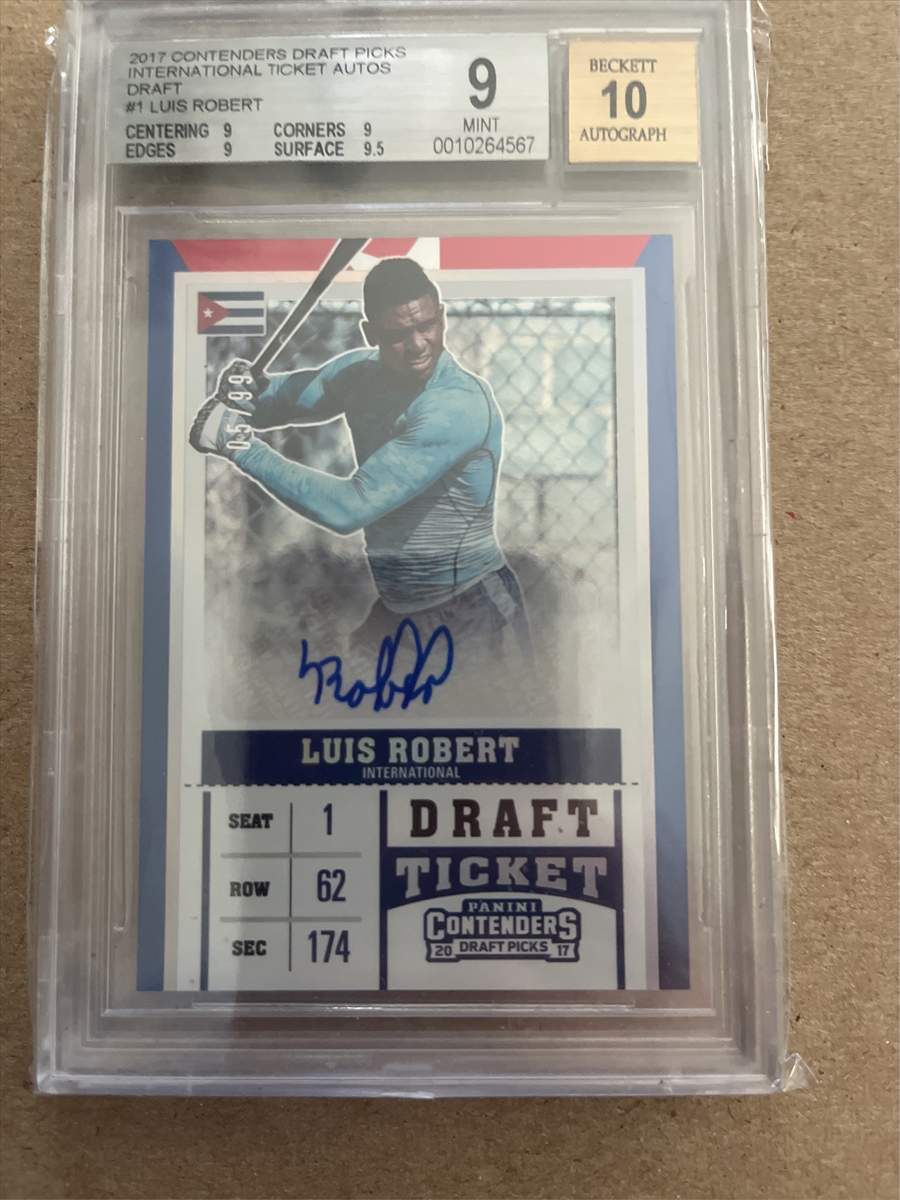 2017 CONTENDERS DRAFT PICKS
INTERNATIONAL TICKET AUTOS
DRAFT
#1 LUIS ROBERT
CENTERING 9 CORNERS 9
EDGES 9 SURFACE 9.5
9
MINT
0010264567
BECKETT
10
AUTOGRAPH
05/99
Robert
LUIS ROBERT
INTERNATIONAL
SEAT 1
ROW 62
SEC 174
DRAFT
TICKET
PANINI
CONTENDERS
20 DRAFT PICKS 17